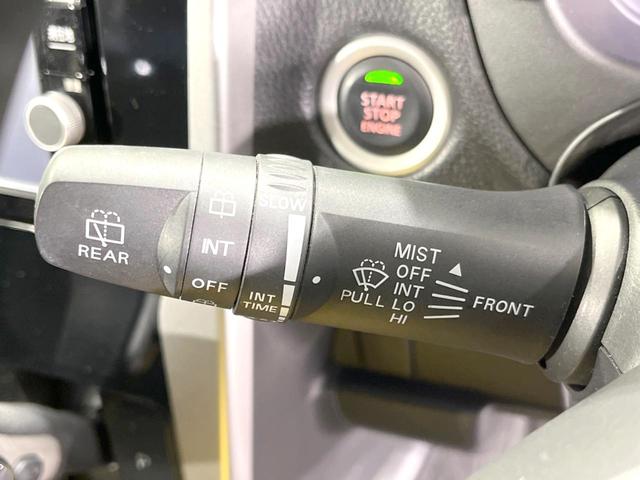 START
STOP
ENGINE
REAR
INT
OFF
SLOW
INT
TIME
MIST
OFF
INT
PULL LO
HI
FRONT